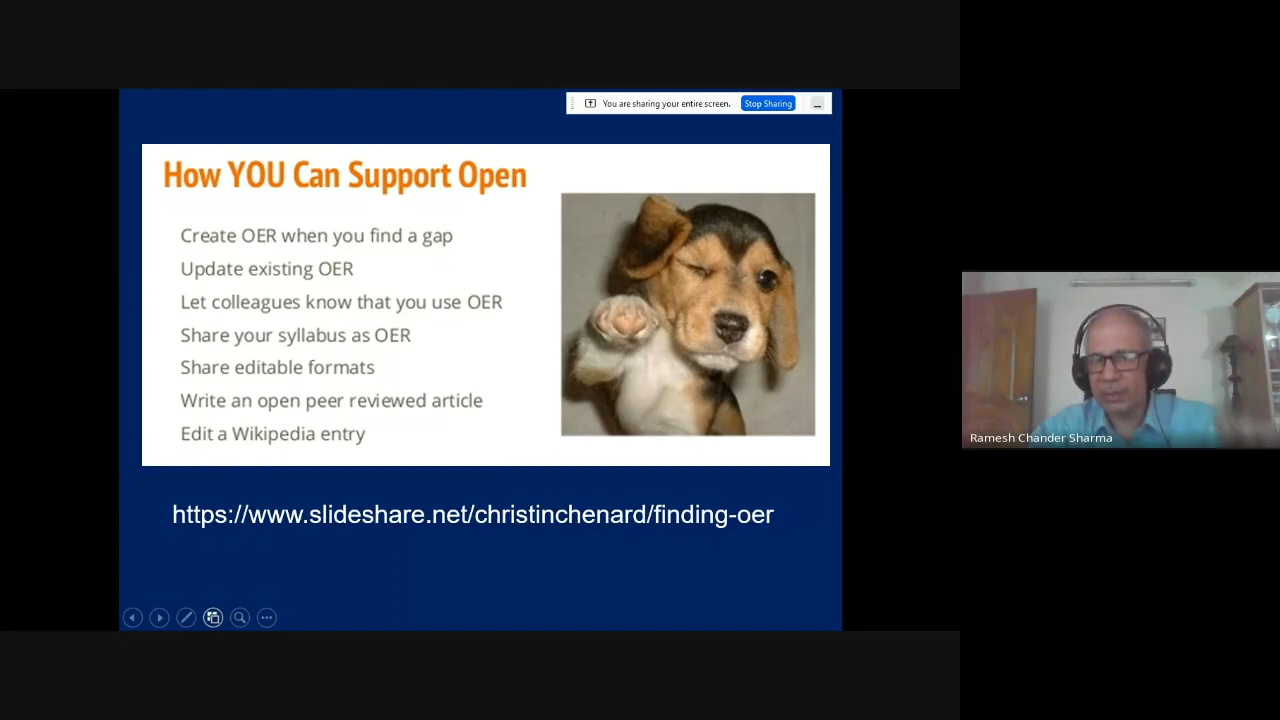 You are sharing your entire screen.
Stop Sharing
How YOU Can Support Open
Create OER when you find a gap
Update existing OER
Let colleagues know that you use OER
Share your syllabus as OER
Share editable formats
Write an open peer reviewed article
Edit a Wikipedia entry
https://www.slideshare.net/christinchenard/finding-oer
Ramesh Chander Sharma